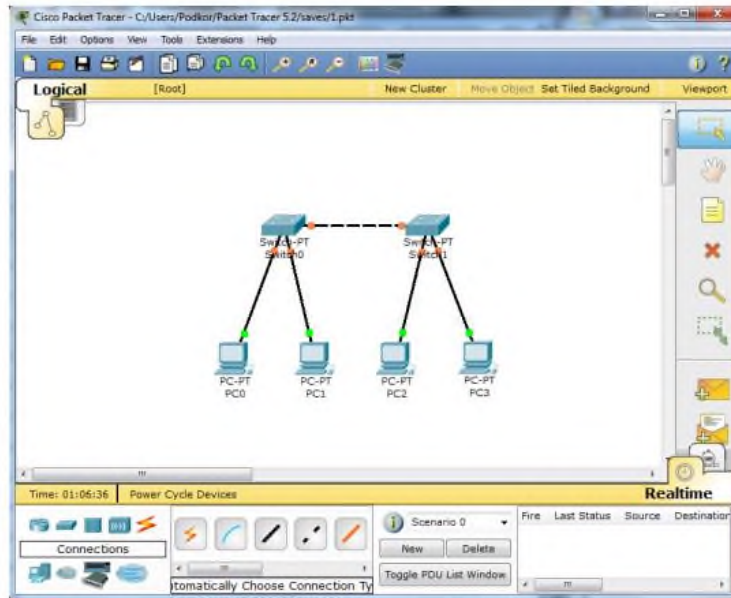 Cisco Packet Tracer - C:/Users/Podkor/Packet Tracer 5.2/saves/1.pkt
File Edit Options View Tools Extensions Help
Logical [Root] New Cluster Move Object Set Tiled Background Viewport
Switch-PT Switch-PT
Switch0 Switch1
PC-PT PC-PT PC-PT PC-PT
PC0 PC1 PC2 PC3
Time: 01:06:36 Power Cycle Devices Realtime
Scenario 0 Fire Last Status Source Destination
Connections New Delete
Toggle PDU List Window
utomatically Choose Connection Ty